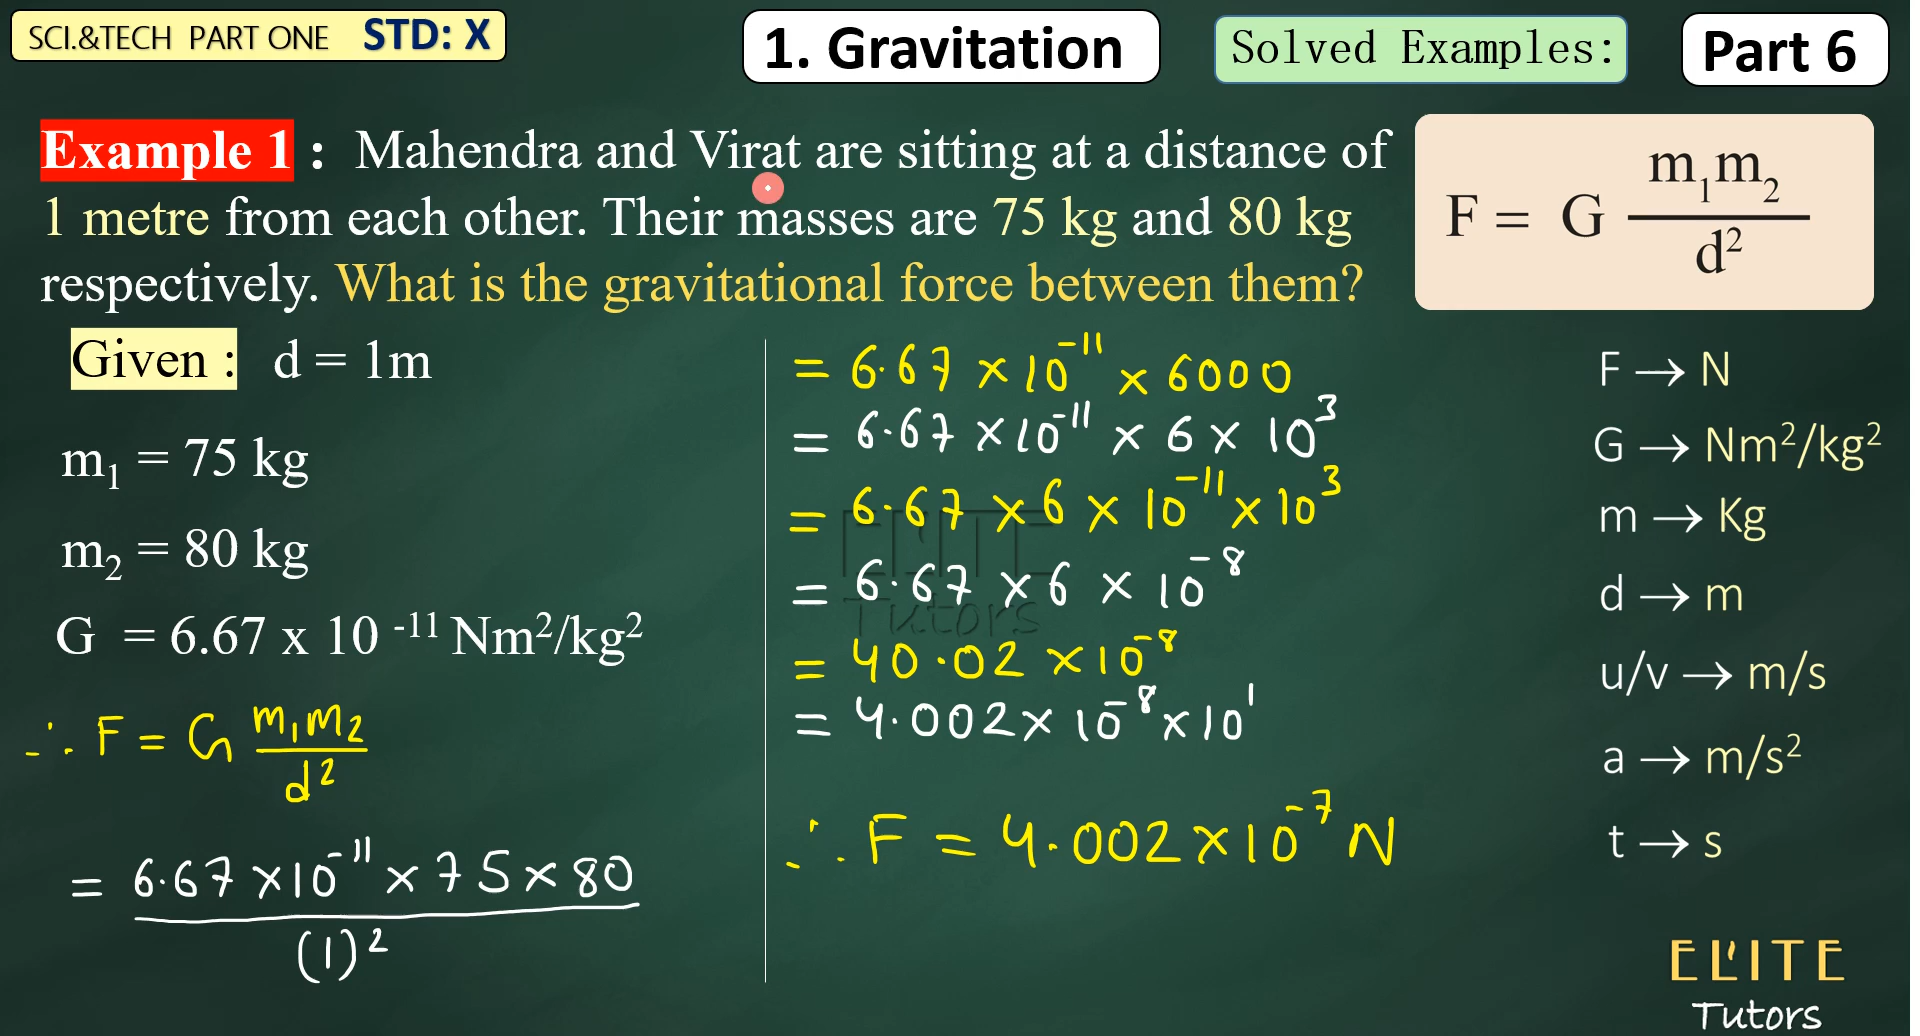 SCI.&TECH PART ONE STD: X
1. Gravitation
Solved Examples:
Part 6
Example 1 : Mahendra and Virat are sitting at a distance of
1 metre from each other. Their masses are 75 kg and 80 kg
respectively. What is the gravitational force between them?
F = G m₁m₂ / d²
Given : d = 1m
m₁ = 75 kg
m₂ = 80 kg
G = 6.67 x 10 ⁻¹¹ Nm²/kg²
∴ F = G m₁m₂ / d²
= 6.67 × 10⁻¹¹ × 75 × 80 / (1)²
= 6.67 × 10⁻¹¹ × 6000
= 6.67 × 10⁻¹¹ × 6 × 10³
= 6.67 × 6 × 10⁻¹¹ × 10³
= 6.67 × 6 × 10⁻⁸
= 40.02 × 10⁻⁸
= 4.002 × 10⁻⁸ × 10¹
∴ F = 4.002 × 10⁻⁷ N
F → N
G → Nm²/kg²
m → Kg
d → m
u/v → m/s
a → m/s²
t → s
ELITE
Tutors
ELITE
Tutors